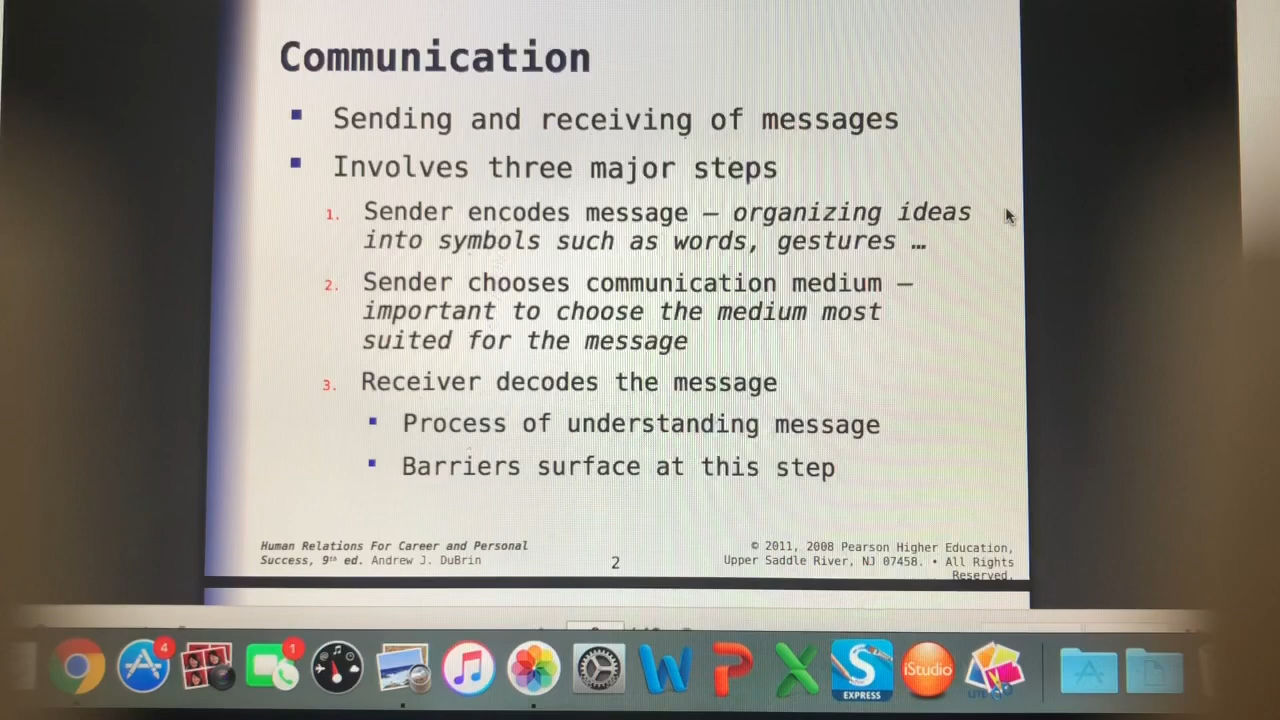 Communication
▪ Sending and receiving of messages
▪ Involves three major steps
1. Sender encodes message – organizing ideas
into symbols such as words, gestures …
2. Sender chooses communication medium –
important to choose the medium most
suited for the message
3. Receiver decodes the message
▪ Process of understanding message
▪ Barriers surface at this step
Human Relations For Career and Personal
Success, 9th ed. Andrew J. DuBrin
2
© 2011, 2008 Pearson Higher Education,
Upper Saddle River, NJ 07458. • All Rights
Reserved.
4
1
W
P
X
S
EXPRESS
iStudio